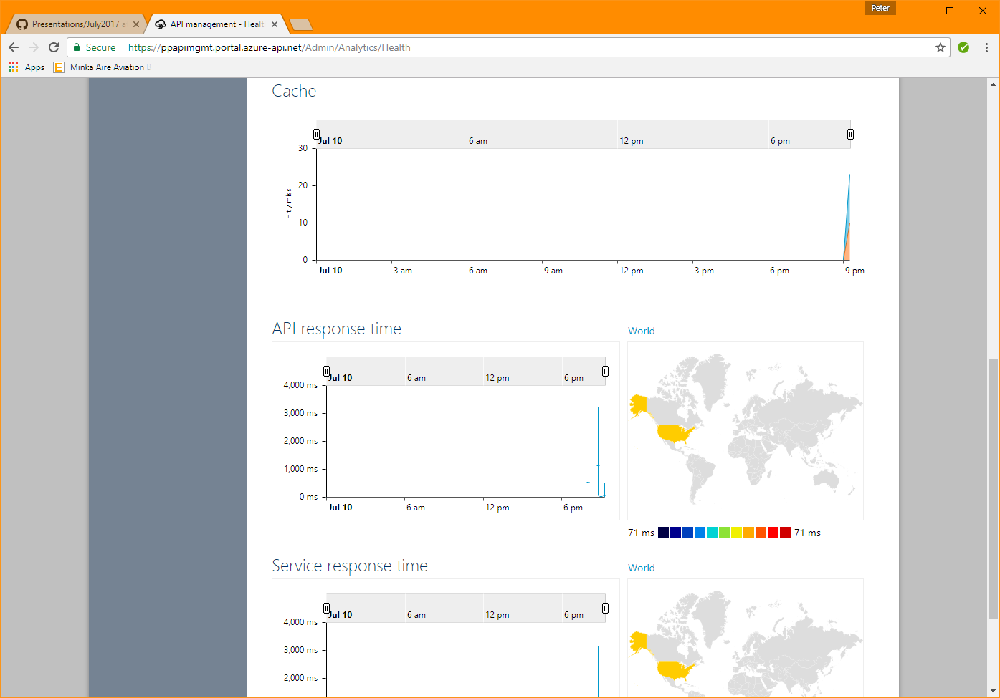 Peter
Presentations/July2017 a
API management - Healt
Secure
https://ppapimgmt.portal.azure-api.net/Admin/Analytics/Health
Apps
Minka Aire Aviation E
Cache
Jul 10 6 am 12 pm 6 pm
30
20
10
0
Hit / miss
Jul 10 3 am 6 am 9 am 12 pm 3 pm 6 pm 9 pm
API response time
World
Jul 10 6 am 12 pm 6 pm
4,000 ms
3,000 ms
2,000 ms
1,000 ms
0 ms
Jul 10 6 am 12 pm 6 pm
71 ms 71 ms
Service response time
World
Jul 10 6 am 12 pm 6 pm
4,000 ms
3,000 ms
2,000 ms